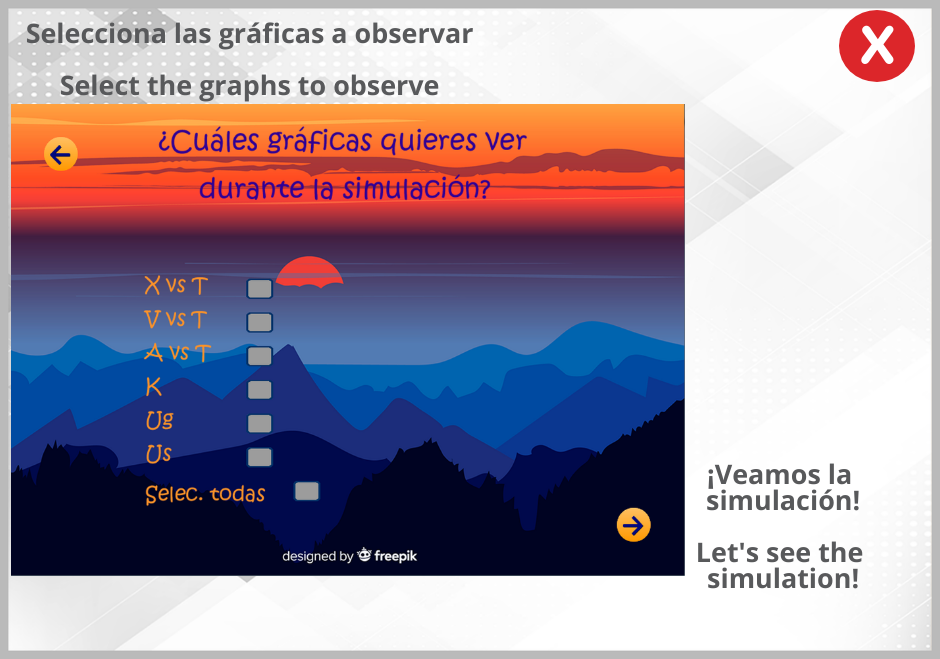 Selecciona las gráficas a observar
Select the graphs to observe
¿Cuáles gráficas quieres ver
durante la simulación?
X vs T
V vs T
A vs T
K
Ug
Us
Selec. todas
designed by freepik
¡Veamos la
simulación!
Let's see the
simulation!